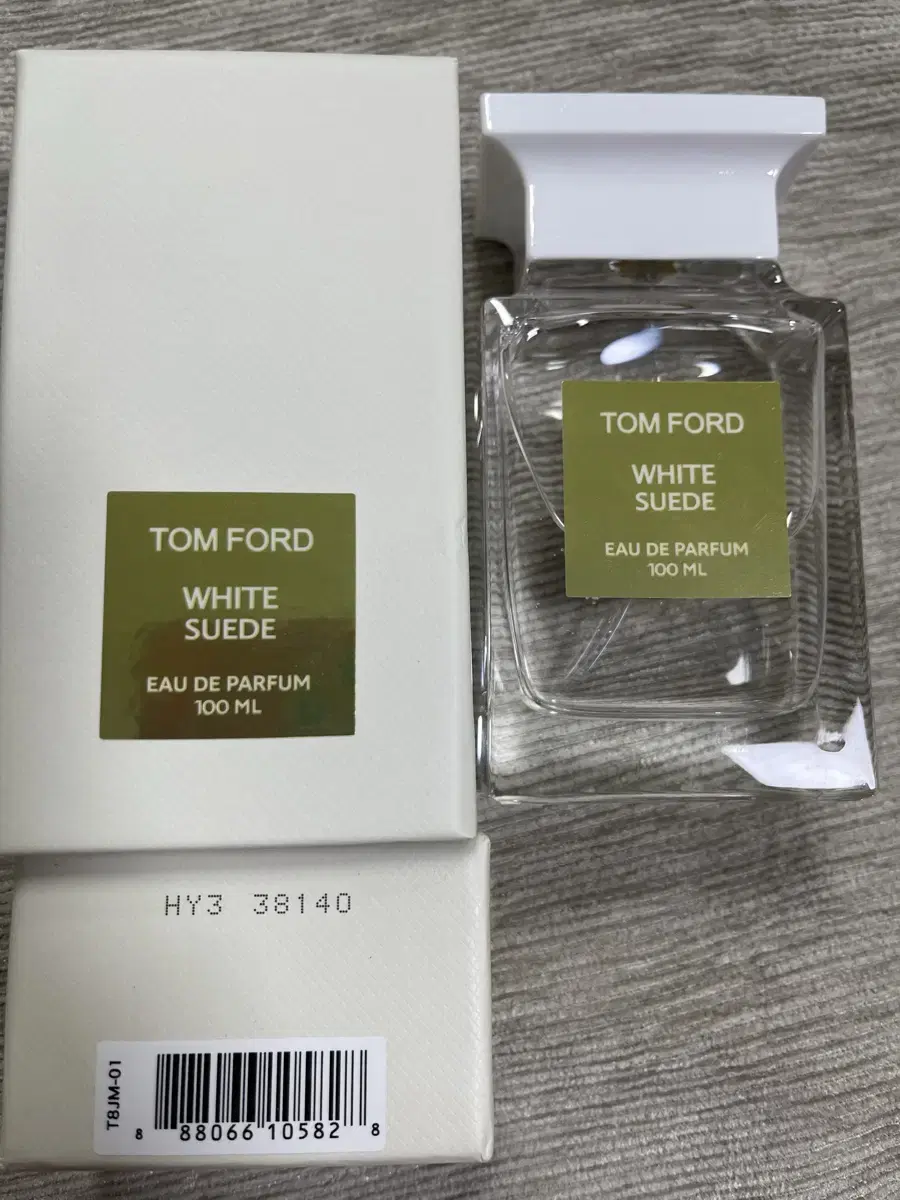 TOM FORD
WHITE
SUEDE
EAU DE PARFUM
100 ML
TOM FORD
WHITE
SUEDE
EAU DE PARFUM
100 ML
HY3 38140
T8JM-01
8 88066 10582 8